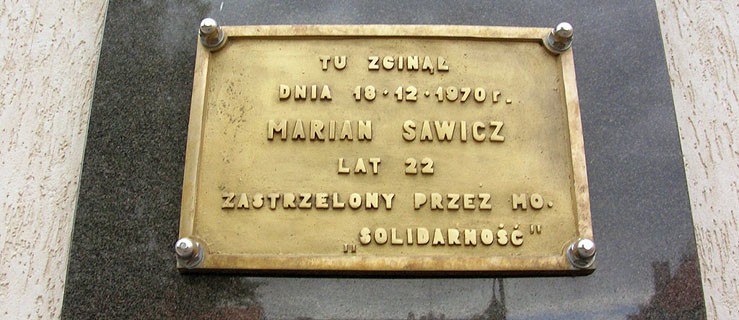 TU ZGINĄŁ
DNIA 18·12·1970r.
MARIAN SAWICZ
LAT 22
ZASTRZELONY PRZEZ MO.
„SOLIDARNOŚĆ"